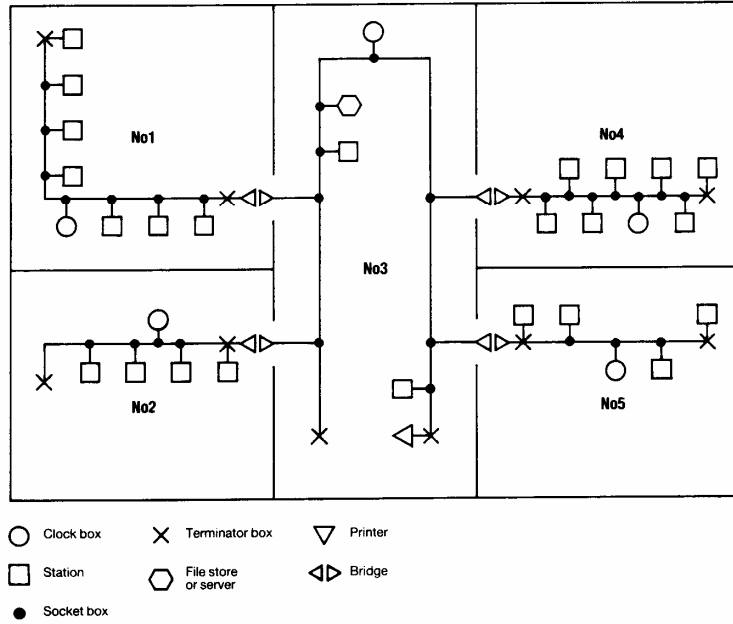 No1
No4
No3
No2
No5
Clock box
Terminator box
Printer
Station
File store
or server
Bridge
Socket box